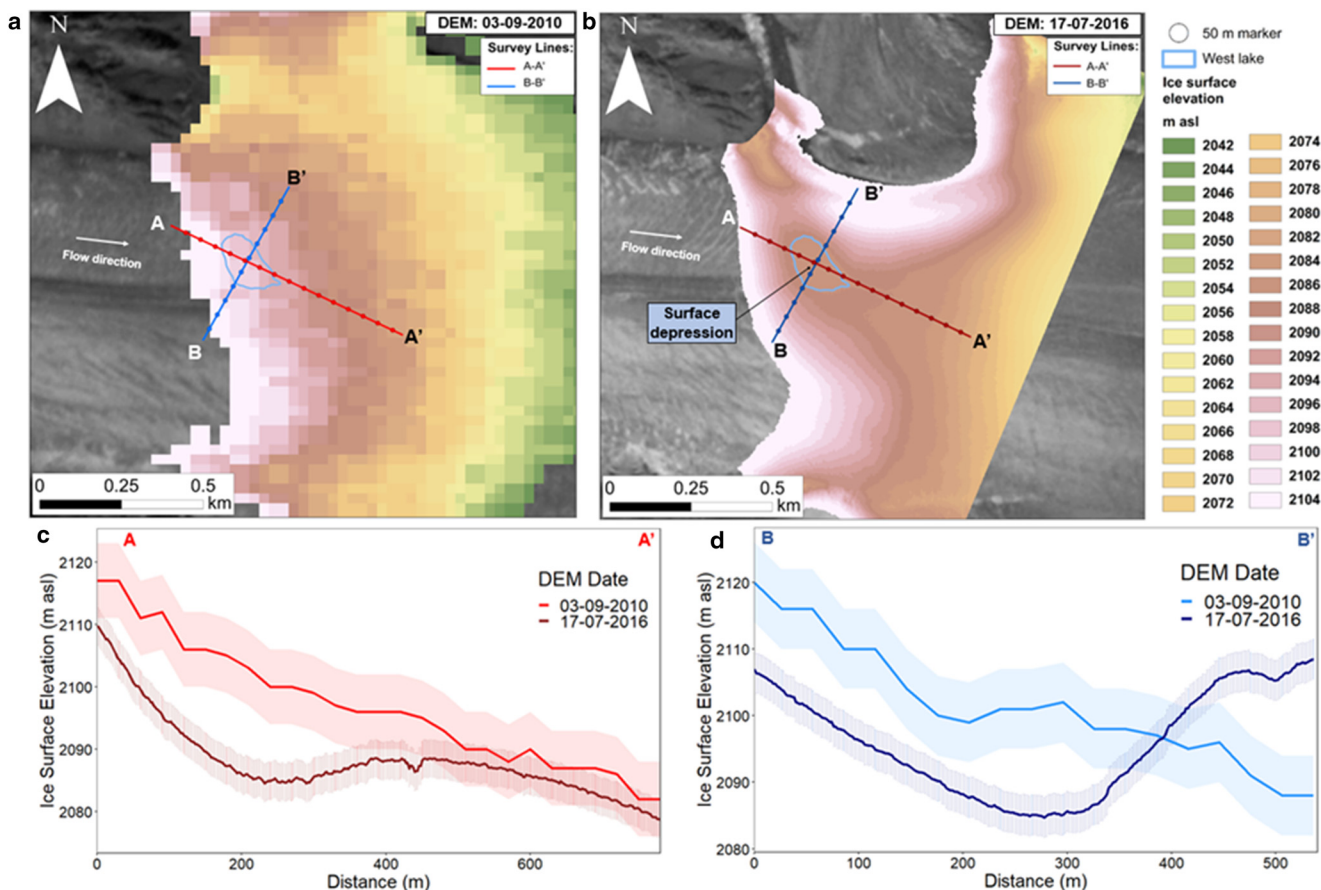 a
N
DEM: 03-09-2010
Survey Lines:
A-A'
B-B'
B'
A
Flow direction
B
A'
0 0.25 0.5
km
b
N
DEM: 17-07-2016
Survey Lines:
A-A'
B-B'
A
B'
Flow direction
Surface
depression
B
A'
0 0.25 0.5
km
50 m marker
West lake
Ice surface
elevation
m asl
2042
2044
2046
2048
2050
2052
2054
2056
2058
2060
2062
2064
2066
2068
2070
2072
2074
2076
2078
2080
2082
2084
2086
2088
2090
2092
2094
2096
2098
2100
2102
2104
c
A A'
Ice Surface Elevation (m asl)
2120
2110
2100
2090
2080
DEM Date
03-09-2010
17-07-2016
0 200 400 600
Distance (m)
d
B B'
Ice Surface Elevation (m asl)
2120
2110
2100
2090
2080
DEM Date
03-09-2010
17-07-2016
0 100 200 300 400 500
Distance (m)